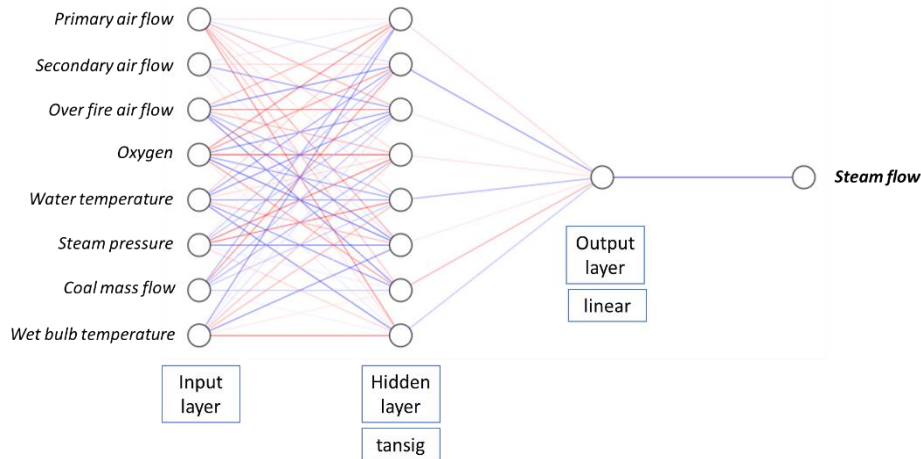 Primary air flow
Secondary air flow
Over fire air flow
Oxygen
Water temperature
Steam pressure
Coal mass flow
Wet bulb temperature
Input
layer
Hidden
layer
tansig
Output
layer
linear
Steam flow